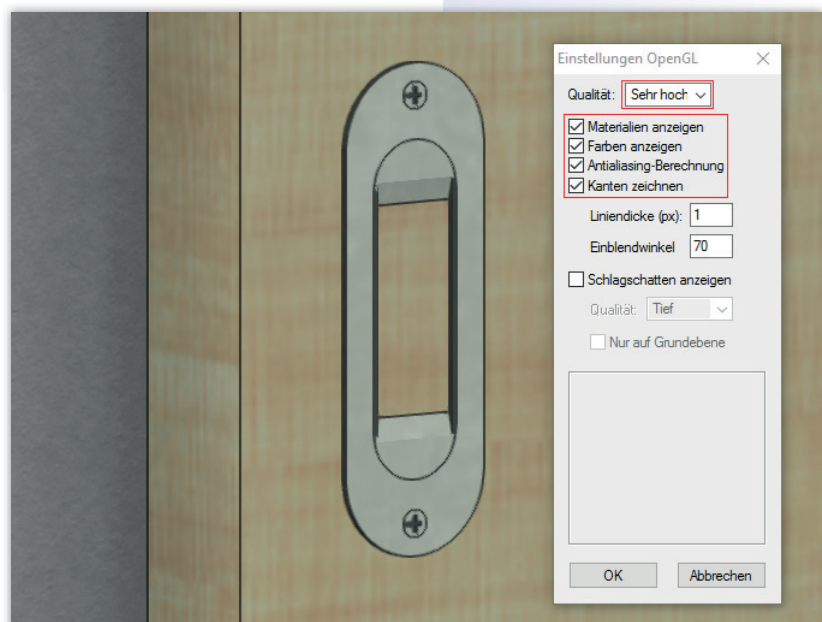 Einstellungen OpenGL
Qualität: Sehr hoch
Materialien anzeigen
Farben anzeigen
Antialiasing-Berechnung
Kanten zeichnen
Liniendicke (px): 1
Einblendwinkel 70
Schlagschatten anzeigen
Qualität: Tief
Nur auf Grundebene
OK Abbrechen